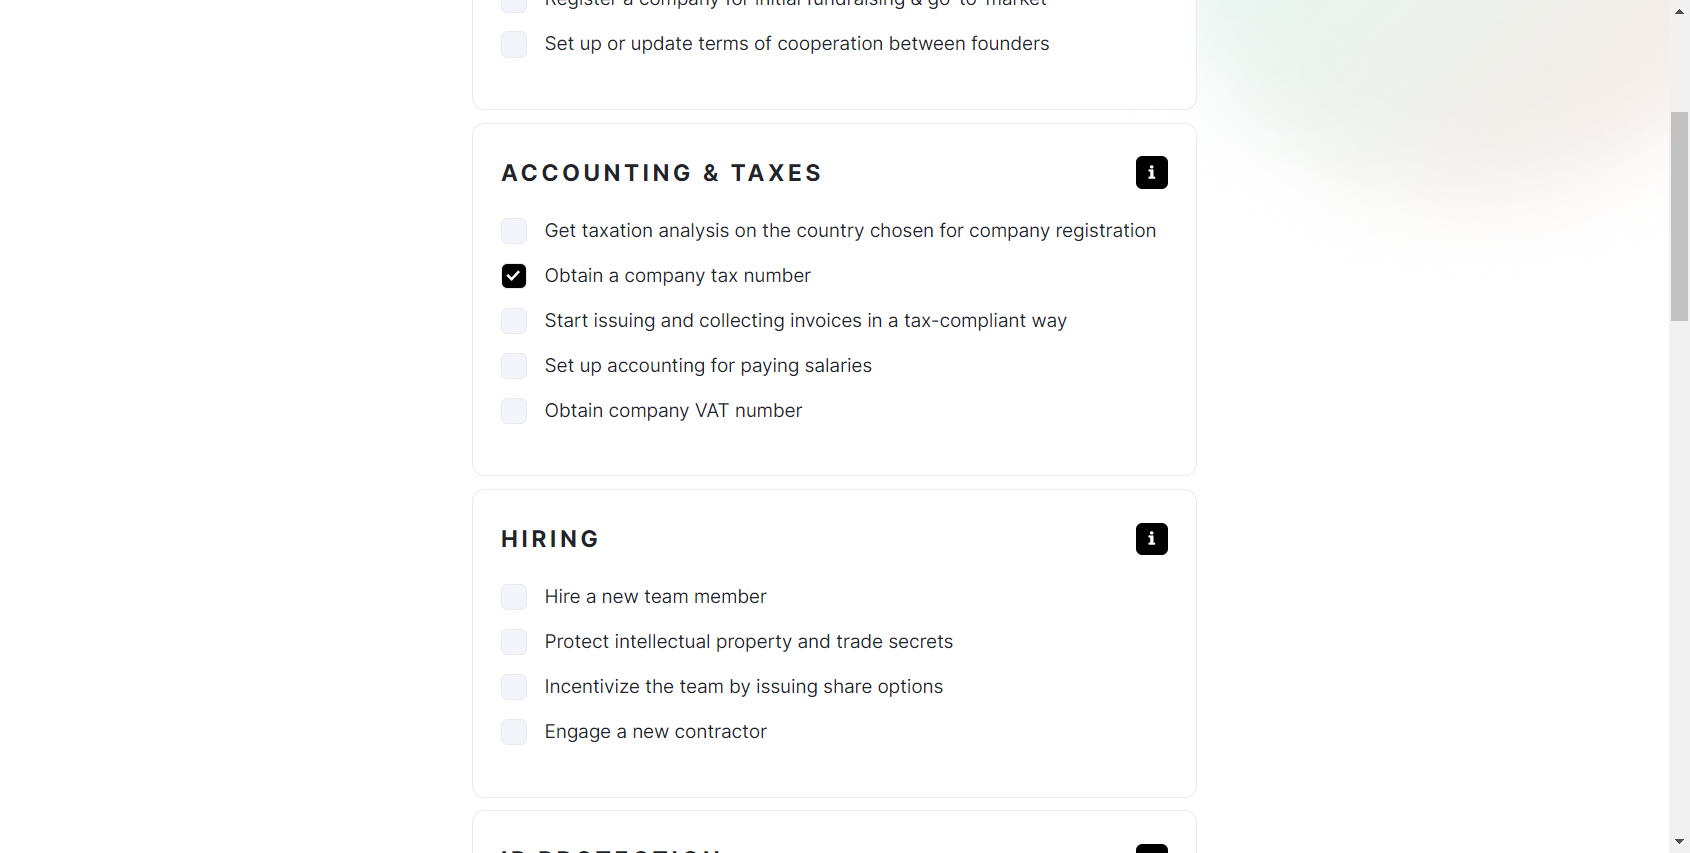 Register a company for initial fundraising & go-to-market
Set up or update terms of cooperation between founders
ACCOUNTING & TAXES
Get taxation analysis on the country chosen for company registration
Obtain a company tax number
Start issuing and collecting invoices in a tax-compliant way
Set up accounting for paying salaries
Obtain company VAT number
HIRING
Hire a new team member
Protect intellectual property and trade secrets
Incentivize the team by issuing share options
Engage a new contractor
IP PROTECTION